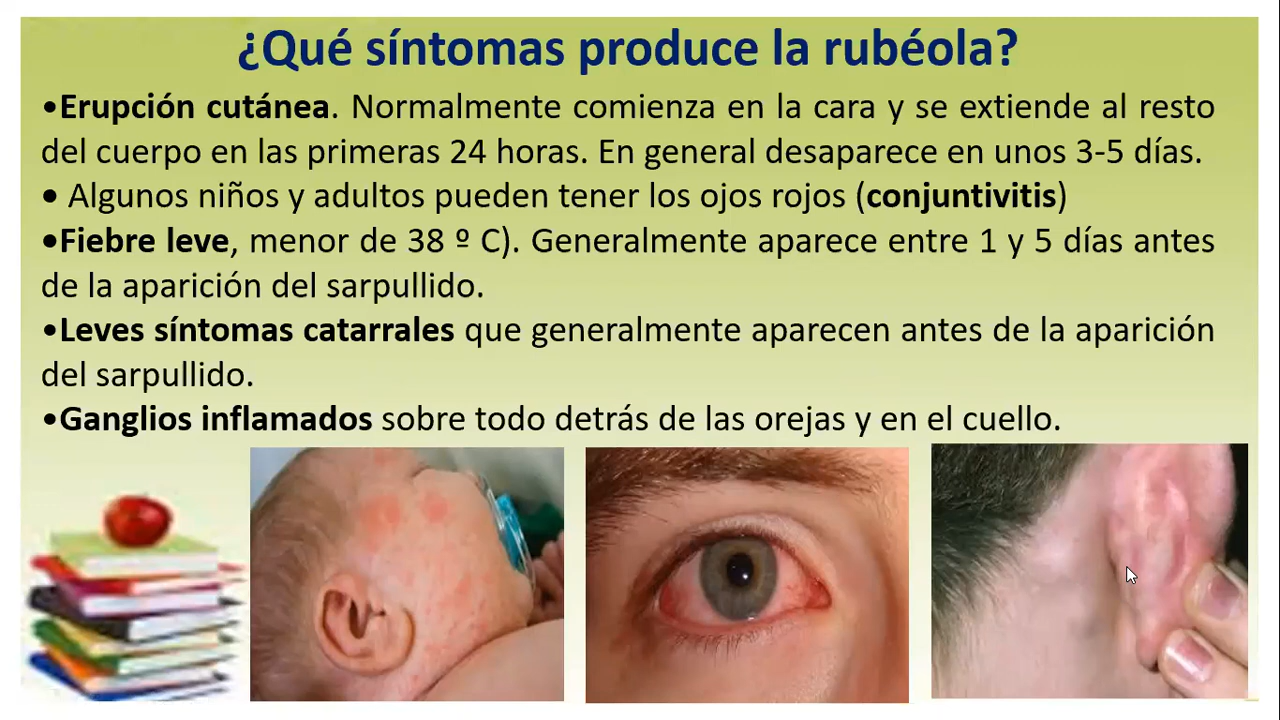 ¿Qué síntomas produce la rubéola?
•Erupción cutánea. Normalmente comienza en la cara y se extiende al resto
del cuerpo en las primeras 24 horas. En general desaparece en unos 3-5 días.
• Algunos niños y adultos pueden tener los ojos rojos (conjuntivitis)
•Fiebre leve, menor de 38 º C). Generalmente aparece entre 1 y 5 días antes
de la aparición del sarpullido.
•Leves síntomas catarrales que generalmente aparecen antes de la aparición
del sarpullido.
•Ganglios inflamados sobre todo detrás de las orejas y en el cuello.